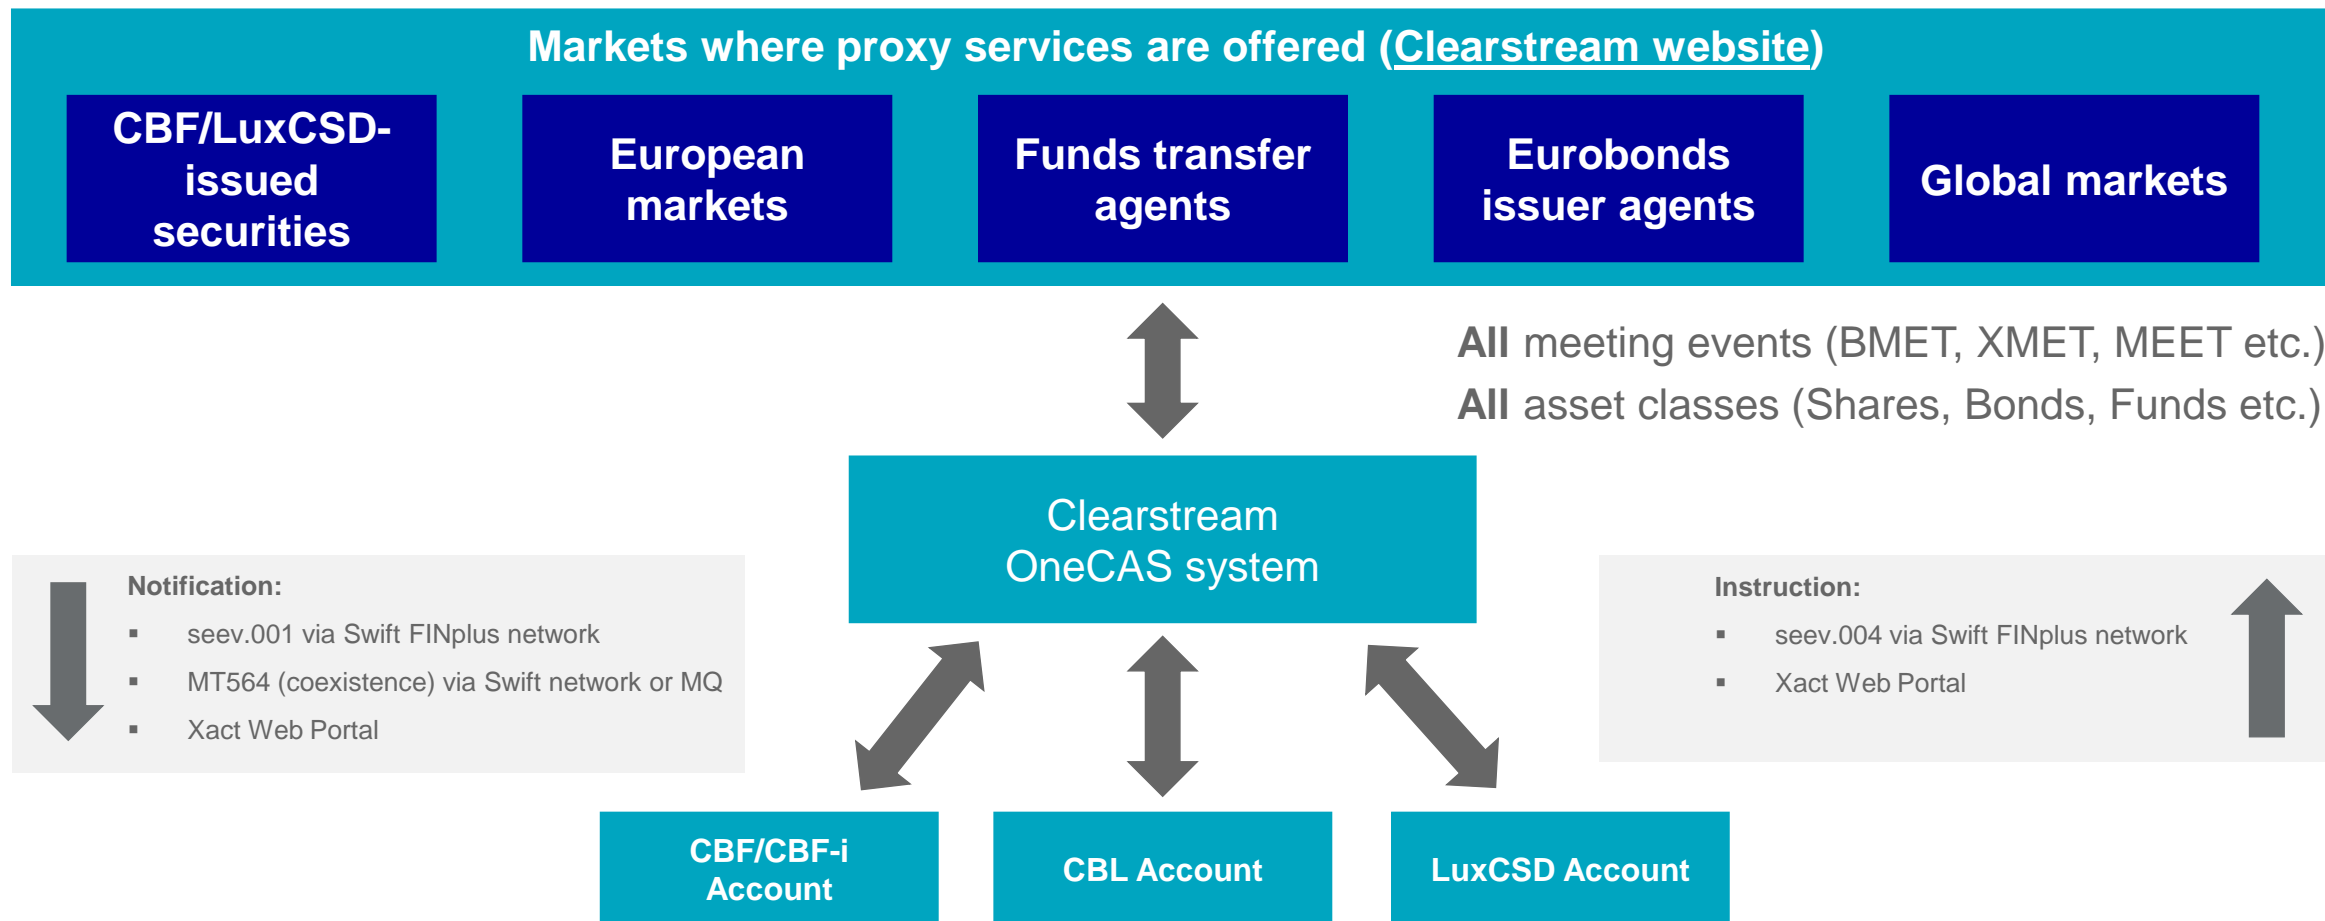 Markets where proxy services are offered (Clearstream website)
CBF/LuxCSD-
issued
securities
European
markets
Funds transfer
agents
Eurobonds
issuer agents
Global markets
All meeting events (BMET, XMET, MEET etc.)
All asset classes (Shares, Bonds, Funds etc.)
Clearstream
OneCAS system
Notification:
▪ seev.001 via Swift FINplus network
▪ MT564 (coexistence) via Swift network or MQ
▪ Xact Web Portal
Instruction:
▪ seev.004 via Swift FINplus network
▪ Xact Web Portal
CBF/CBF-i
Account
CBL Account
LuxCSD Account